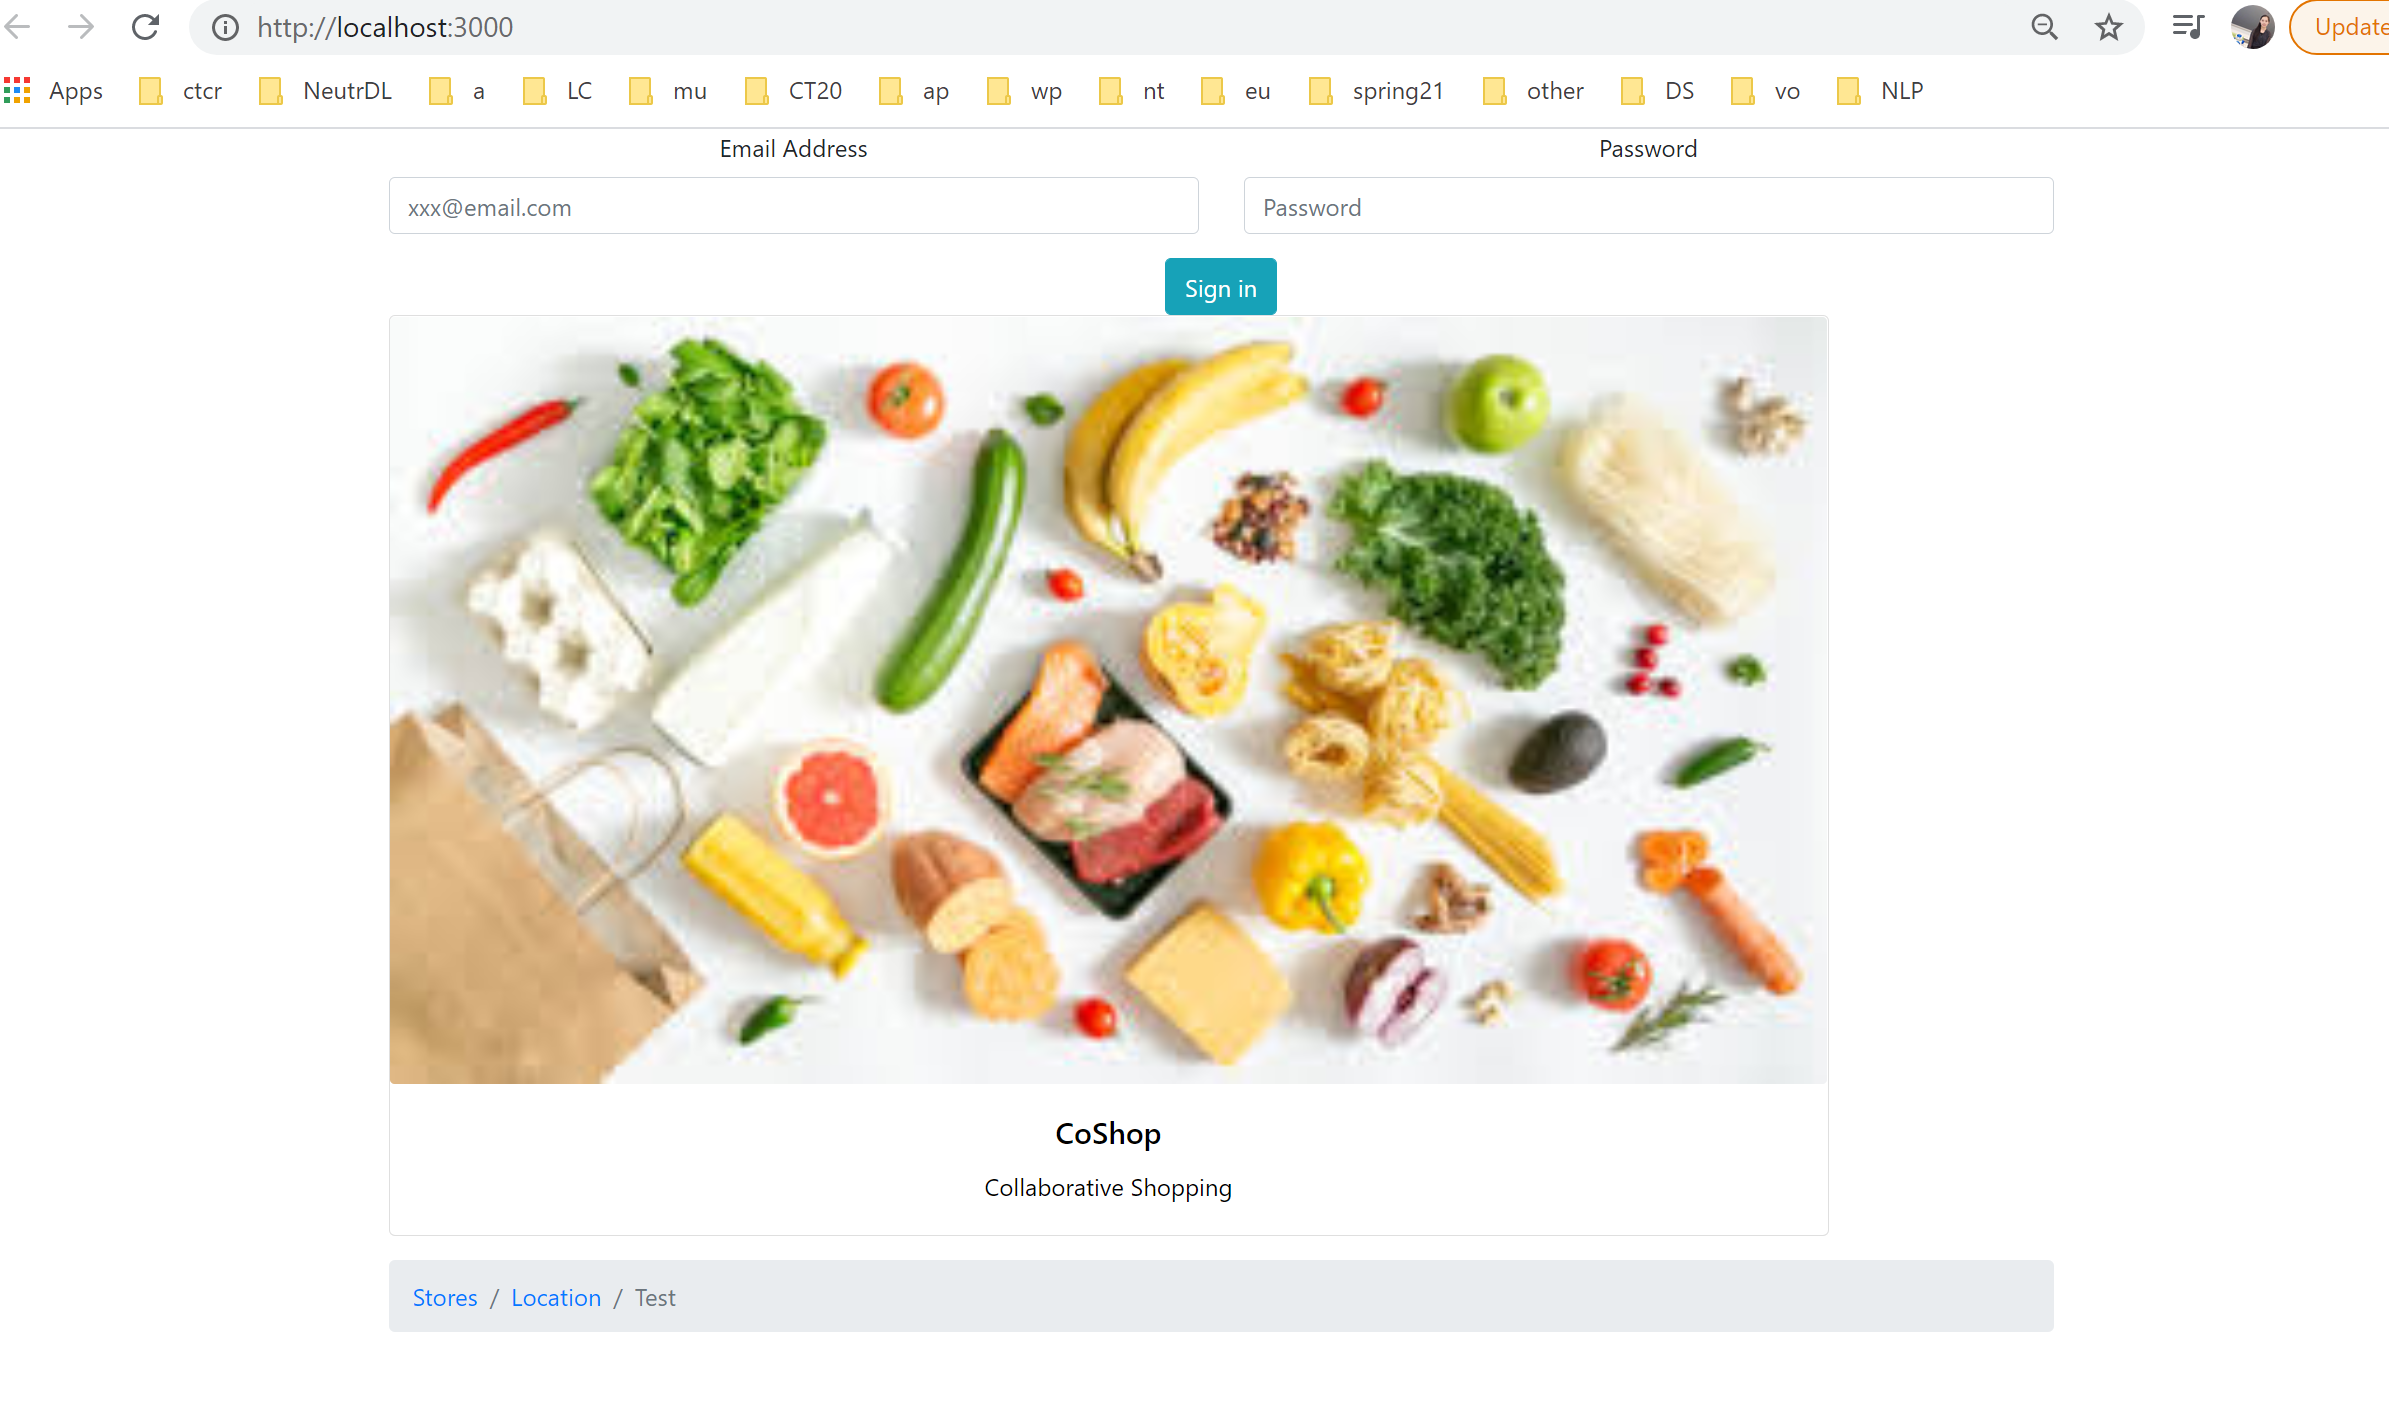 http://localhost:3000
Update
Apps ctcr NeutrDL a LC mu CT20 ap wp nt eu spring21 other DS vo NLP
Email Address Password
xxx@email.com Password
Sign in
CoShop
Collaborative Shopping
Stores / Location / Test